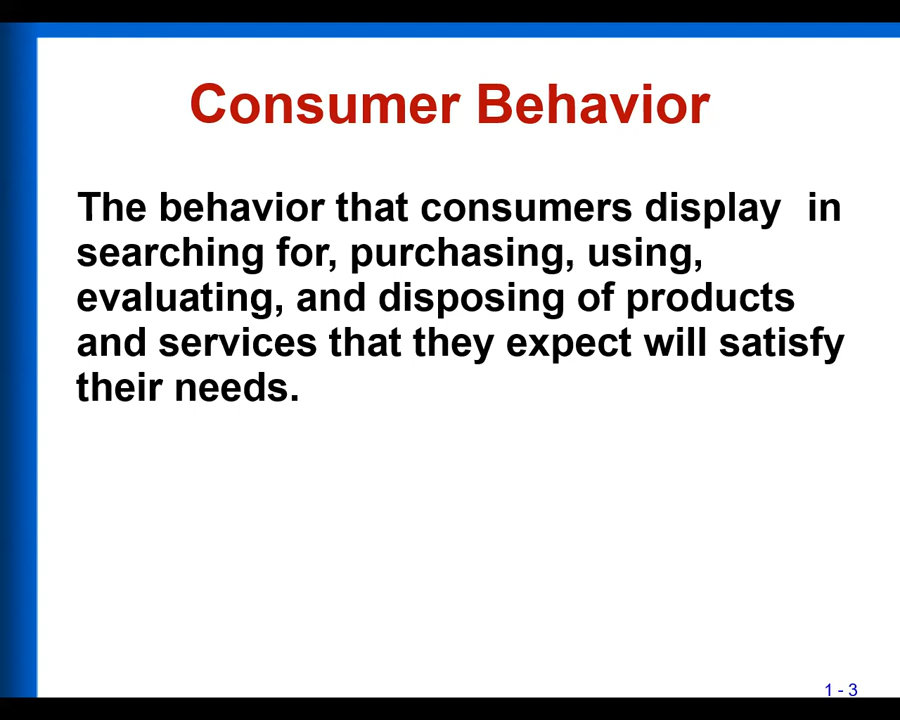 Consumer Behavior
The behavior that consumers display in
searching for, purchasing, using,
evaluating, and disposing of products
and services that they expect will satisfy
their needs.
1 - 3